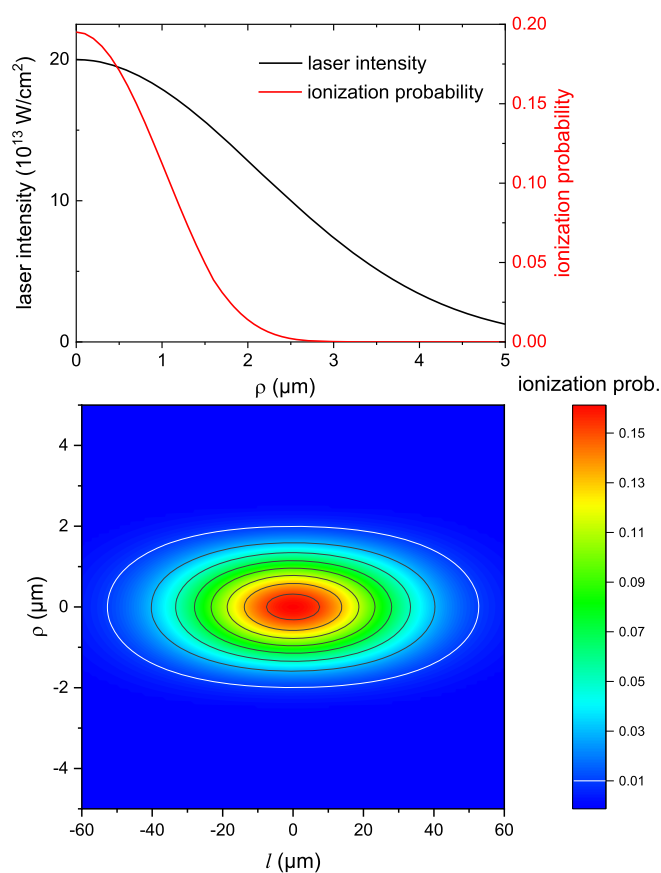 laser intensity
ionization probability
laser intensity (10¹³ W/cm²)
20
10
0
0.20
0.15
0.10
0.05
0.00
ionization probability
0 1 2 3 4 5
ρ (μm)
ionization prob.
4
2
0
-2
-4
ρ (μm)
-60 -40 -20 0 20 40 60
l (μm)
0.15
0.13
0.11
0.09
0.07
0.05
0.03
0.01